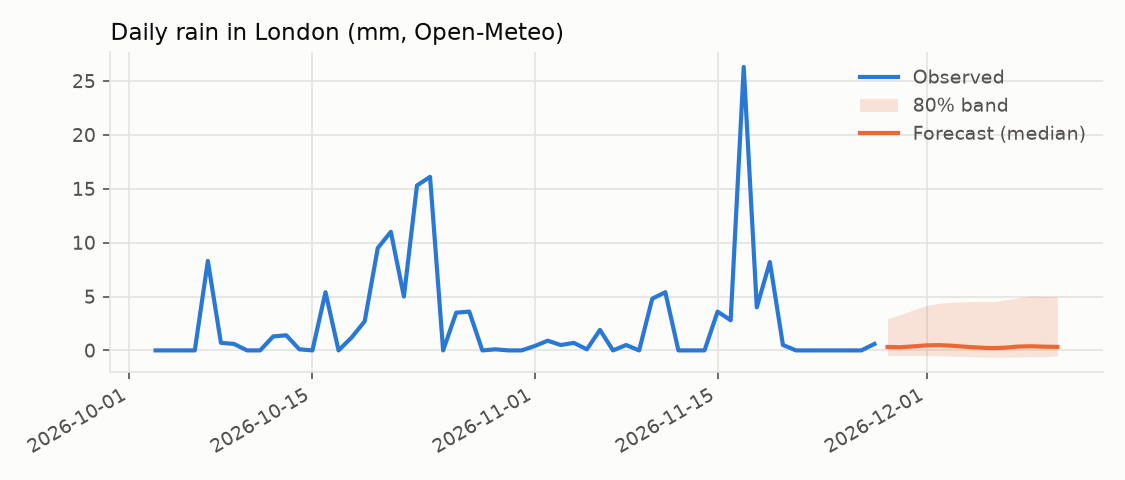 Daily rain in London (mm, Open-Meteo)
Observed
80% band
Forecast (median)
25
20
15
10
5
0
2026-10-01
2026-10-15
2026-11-01
2026-11-15
2026-12-01